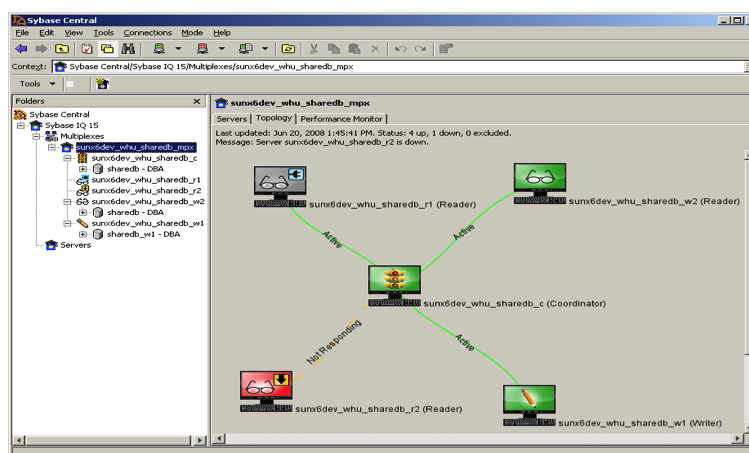 Sybase Central
File Edit View Tools Connections Mode Help
Context: Sybase Central/Sybase IQ 15/Multiplexes/sunx6dev_whu_sharedb_mpx
Tools
Folders
Sybase Central
Sybase IQ 15
Multiplexes
sunx6dev_whu_sharedb_mpx
sunx6dev_whu_sharedb_c
sharedb - DBA
sunx6dev_whu_sharedb_r1
sunx6dev_whu_sharedb_r2
sunx6dev_whu_sharedb_w2
sharedb - DBA
sunx6dev_whu_sharedb_w1
sharedb_w1 - DBA
Servers
sunx6dev_whu_sharedb_mpx
Servers Topology Performance Monitor
Last updated: Jun 20, 2008 1:45:41 PM. Status: 4 up, 1 down, 0 excluded.
Message: Server sunx6dev_whu_sharedb_r2 is down.
sunx6dev_whu_sharedb_r1 (Reader)
sunx6dev_whu_sharedb_w2 (Reader)
Active
Active
sunx6dev_whu_sharedb_c (Coordinator)
Not Responding
Active
sunx6dev_whu_sharedb_r2 (Reader)
sunx6dev_whu_sharedb_w1 (Writer)